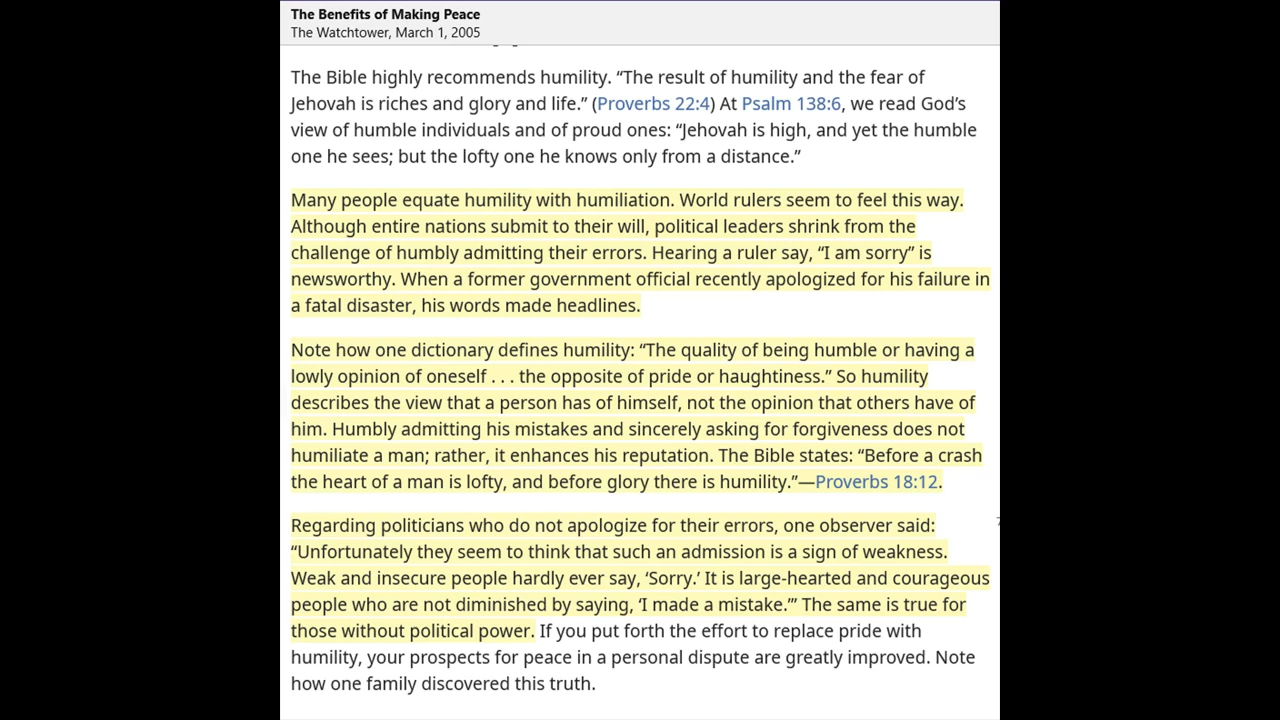 The Benefits of Making Peace
The Watchtower, March 1, 2005
The Bible highly recommends humility. “The result of humility and the fear of
Jehovah is riches and glory and life.” (Proverbs 22:4) At Psalm 138:6, we read God’s
view of humble individuals and of proud ones: “Jehovah is high, and yet the humble
one he sees; but the lofty one he knows only from a distance.”
Many people equate humility with humiliation. World rulers seem to feel this way.
Although entire nations submit to their will, political leaders shrink from the
challenge of humbly admitting their errors. Hearing a ruler say, “I am sorry” is
newsworthy. When a former government official recently apologized for his failure in
a fatal disaster, his words made headlines.
Note how one dictionary defines humility: “The quality of being humble or having a
lowly opinion of oneself . . . the opposite of pride or haughtiness.” So humility
describes the view that a person has of himself, not the opinion that others have of
him. Humbly admitting his mistakes and sincerely asking for forgiveness does not
humiliate a man; rather, it enhances his reputation. The Bible states: “Before a crash
the heart of a man is lofty, and before glory there is humility.”—Proverbs 18:12.
Regarding politicians who do not apologize for their errors, one observer said:
“Unfortunately they seem to think that such an admission is a sign of weakness.
Weak and insecure people hardly ever say, ‘Sorry.’ It is large-hearted and courageous
people who are not diminished by saying, ‘I made a mistake.’” The same is true for
those without political power. If you put forth the effort to replace pride with
humility, your prospects for peace in a personal dispute are greatly improved. Note
how one family discovered this truth.